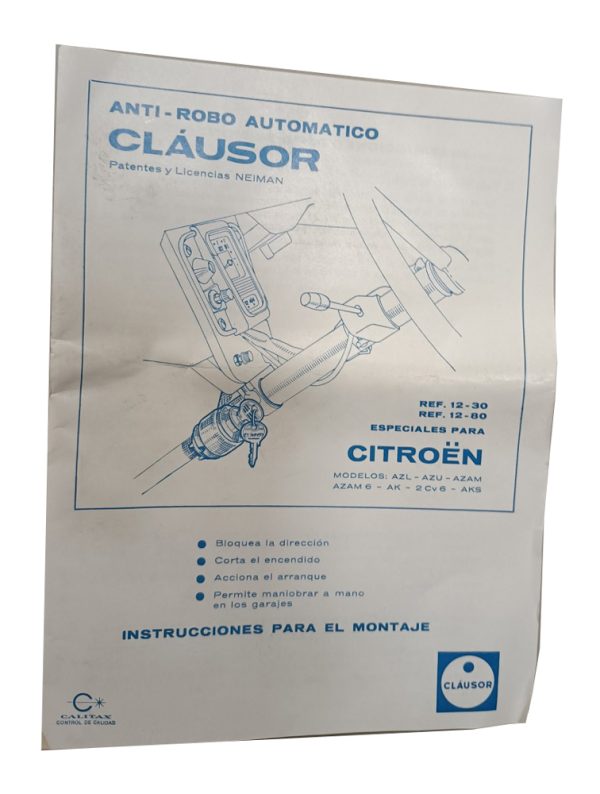 ANTI-ROBO AUTOMATICO
CLÁUSOR
Patentes y Licencias NEIMAN
REF. 12-30
REF. 12-80
ESPECIALES PARA
CITROËN
MODELOS: AZL - AZU - AZAM
AZAM 6 - AK - 2 Cv 6 - AKS
Bloquea la dirección
Corta el encendido
Acciona el arranque
Permite maniobrar a mano
en los garajes
INSTRUCCIONES PARA EL MONTAJE
CLÁUSOR
CALITAX
CONTROL DE CALIDAD